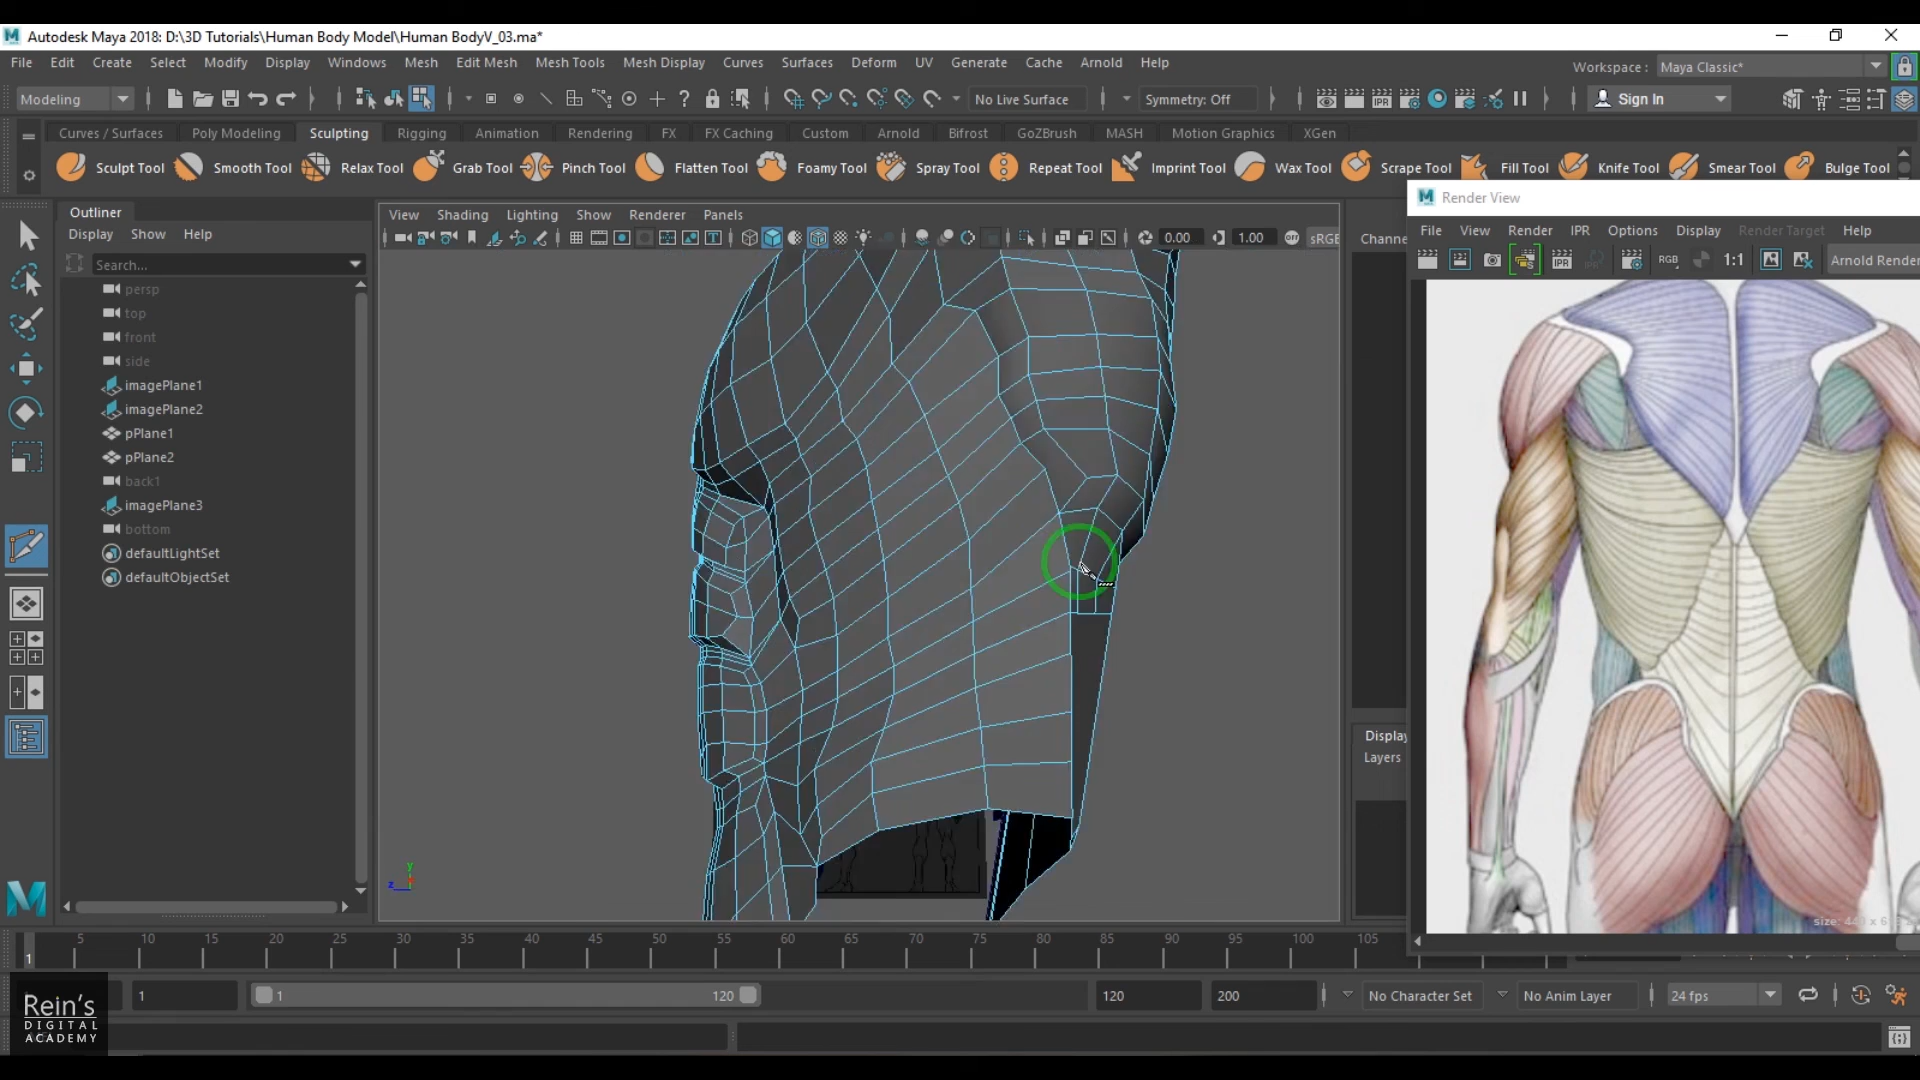 Autodesk Maya 2018: D:\3D Tutorials\Human Body Model\Human BodyV_03.ma*
File Edit Create Select Modify Display Windows Mesh Edit Mesh Mesh Tools Mesh Display Curves Surfaces Deform UV Generate Cache Arnold Help
Workspace : Maya Classic*
Modeling No Live Surface Symmetry: Off IPR Sign In
Curves / Surfaces Poly Modeling Sculpting Rigging Animation Rendering FX FX Caching Custom Arnold Bifrost GoZBrush MASH Motion Graphics XGen
Sculpt Tool Smooth Tool Relax Tool Grab Tool Pinch Tool Flatten Tool Foamy Tool Spray Tool Repeat Tool Imprint Tool Wax Tool Scrape Tool Fill Tool Knife Tool Smear Tool Bulge Tool
Outliner
Display Show Help
Search...
persp
top
front
side
imagePlane1
imagePlane2
pPlane1
pPlane2
back1
imagePlane3
bottom
defaultLightSet
defaultObjectSet
View Shading Lighting Show Renderer Panels
0.00 1.00 sRGB
y
z
Channe
Display
Layers
Render View
File View Render IPR Options Display Render Target Help
IPR RGB 1:1 Arnold Render
5 10 15 20 25 30 35 40 45 50 55 60 65 70 75 80 85 90 95 100 105
1
1 1 120 120 200 No Character Set No Anim Layer 24 fps
Rein's
DIGITAL
ACADEMY